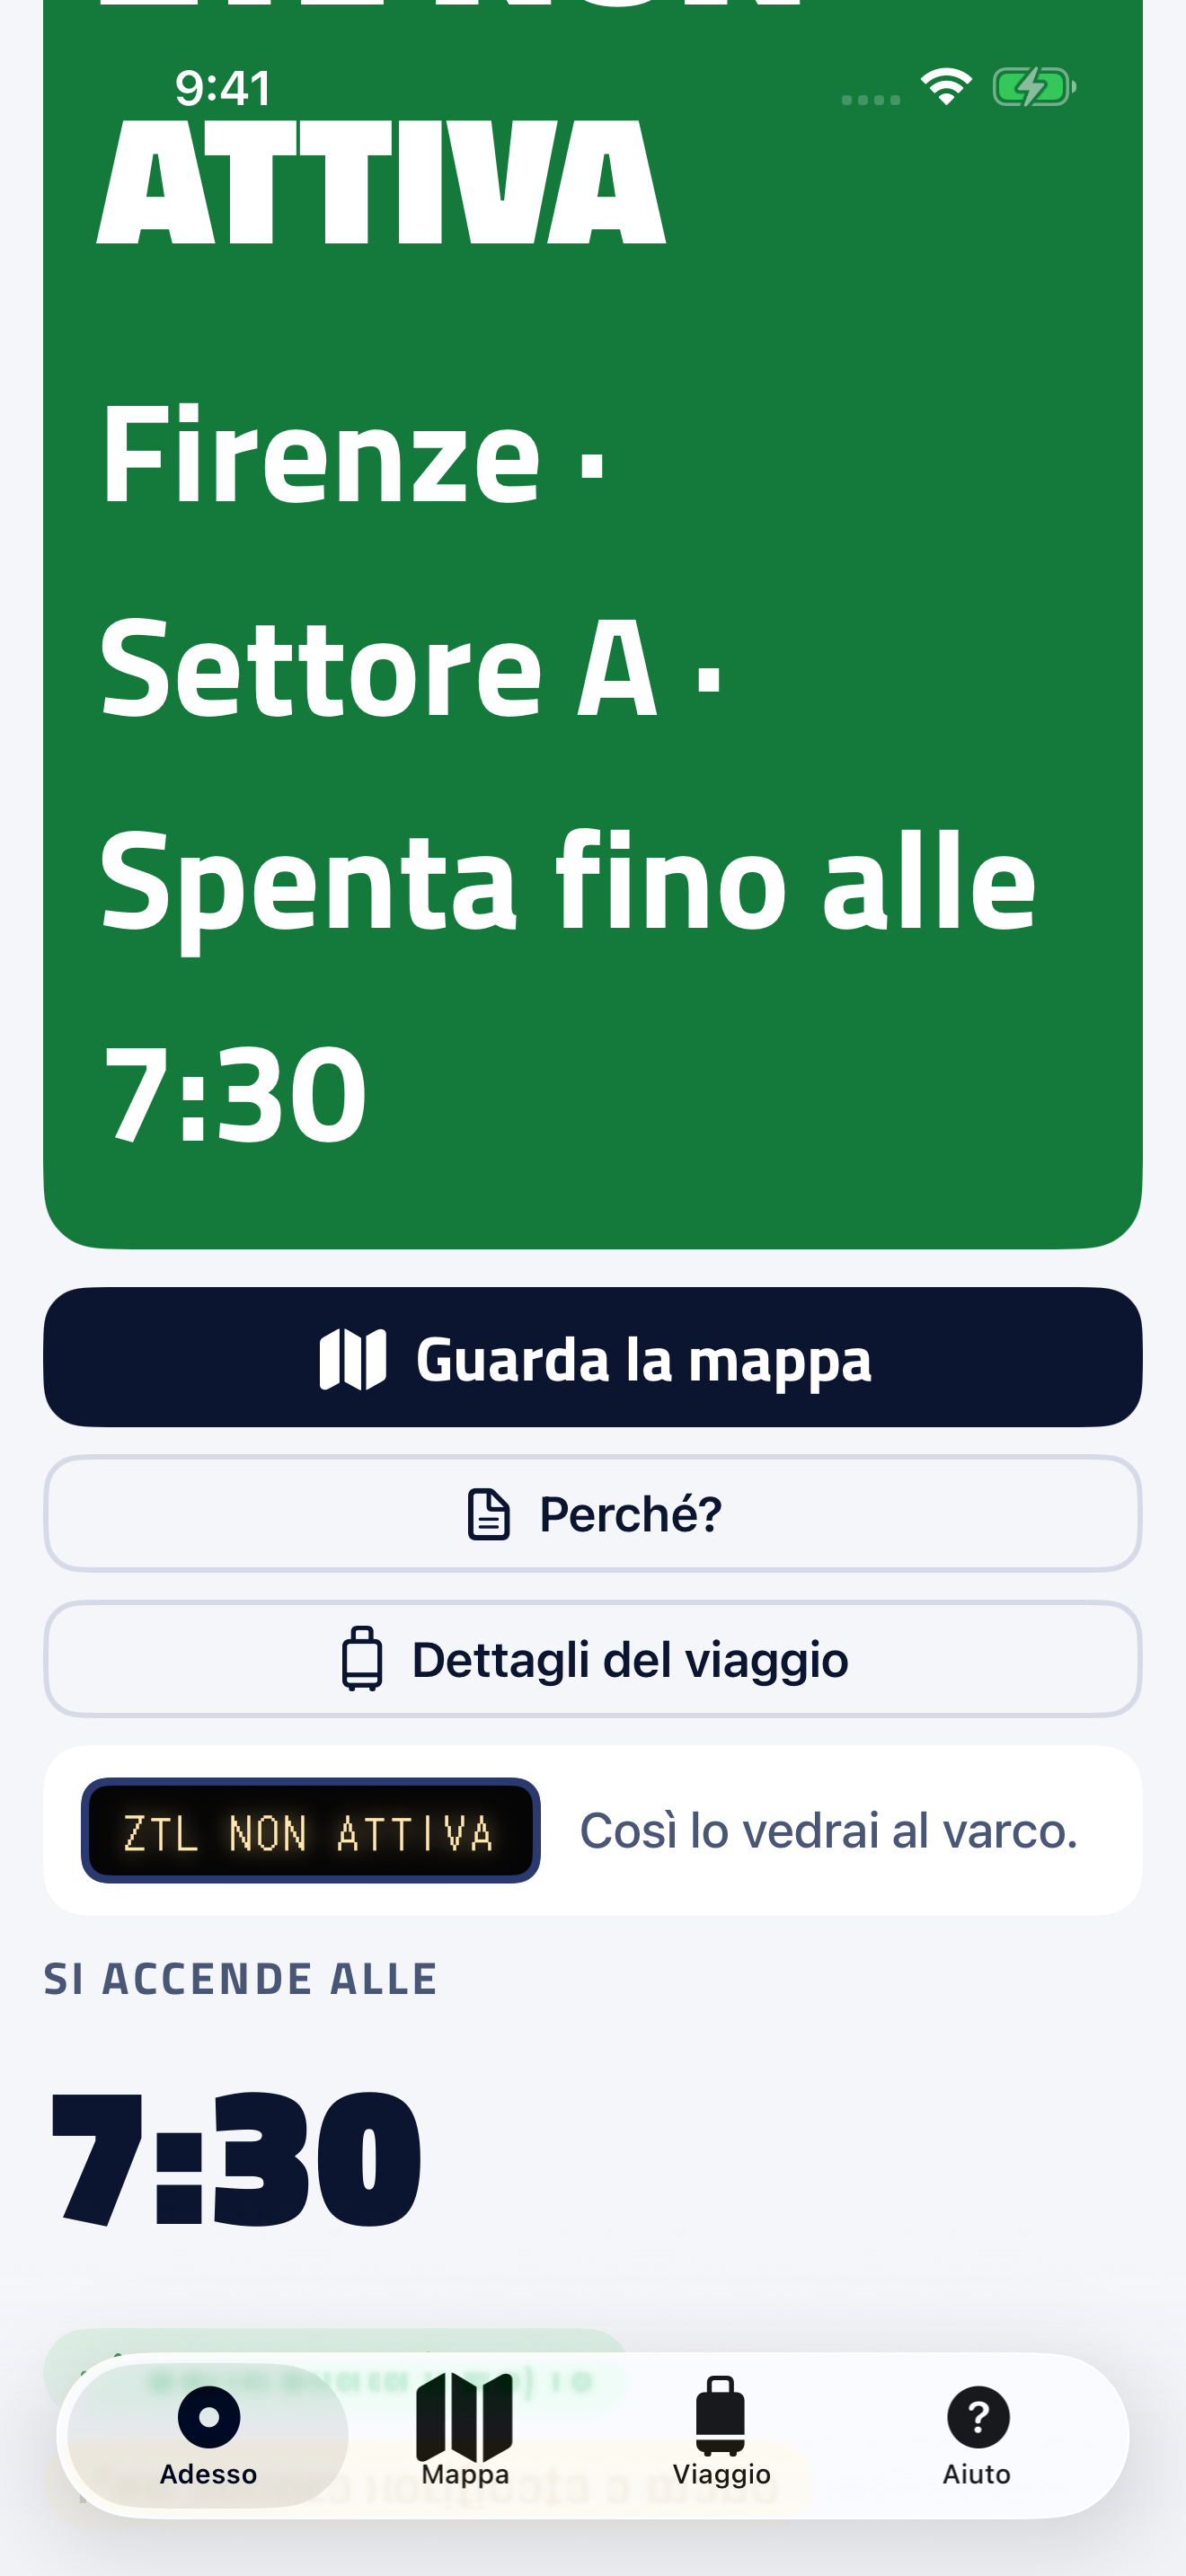 9:41
ATTIVA
Firenze ·
Settore A ·
Spenta fino alle
7:30
Guarda la mappa
Perché?
Dettagli del viaggio
ZTL NON ATTIVA
Così lo vedrai al varco.
SI ACCENDE ALLE
7:30
Adesso
Mappa
Viaggio
Aiuto